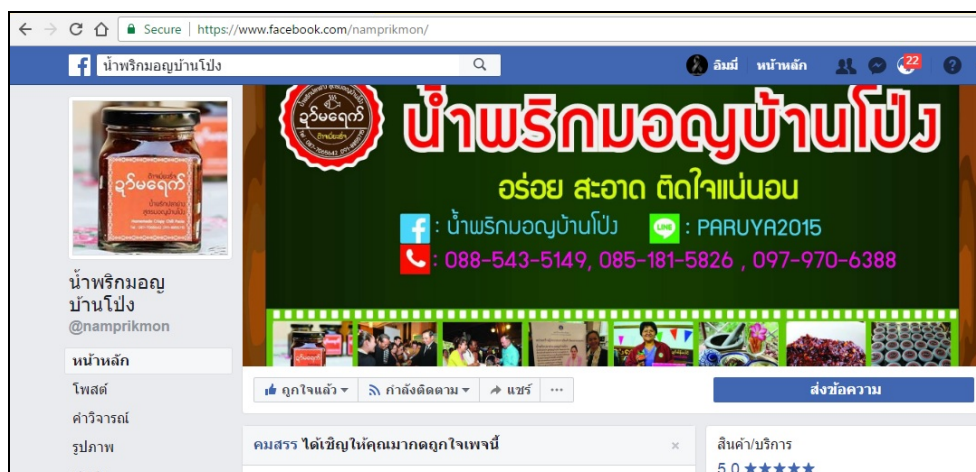 Secure | https://www.facebook.com/namprikmon/
น้ำพริกมอญบ้านโป่ง
อิมมี่ หน้าหลัก 22
น้ำพริกมอญบ้านโป่ง
อร่อย สะอาด ติดใจแน่นอน
: น้ำพริกมอญบ้านโป่ง LINE : PARUYA2015
: 088-543-5149, 085-181-5826 , 097-970-6388
น้ำพริกมอญ
บ้านโป่ง
@namprikmon
หน้าหลัก
โพสต์
คำวิจารณ์
รูปภาพ
ถูกใจแล้ว กำลังติดตาม แชร์ ...
ส่งข้อความ
คมสรร ได้เชิญให้คุณมากดถูกใจเพจนี้ ×
สินค้า/บริการ
5.0 ★★★★★